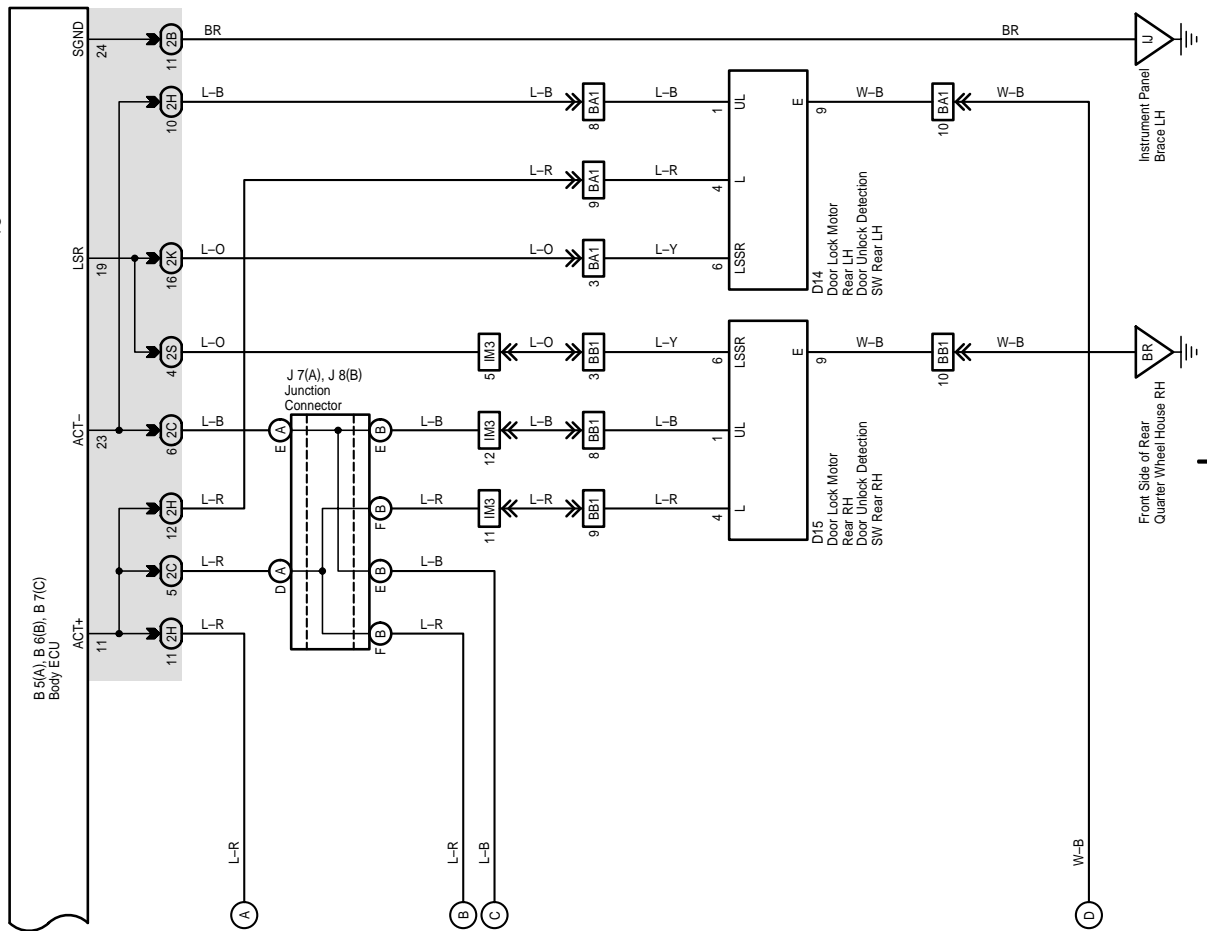 B 5(A), B 6(B), B 7(C)
Body ECU
ACT+
ACT–
LSR
SGND
11
23
19
24
11 2H
5 2C
12 2H
6 2C
4 2S
16 2K
10 2H
11 2B
L–R
L–R
L–R
L–B
L–O
L–O
L–B
BR
BR
J 7(A), J 8(B)
Junction
Connector
D A
E A
F B
E B
F B
E B
L–R
L–B
L–R
L–B
11 IM3
12 IM3
5 IM3
L–R
L–B
L–O
L–O
L–R
L–B
9 BB1
8 BB1
3 BB1
3 BA1
9 BA1
8 BA1
L–R
L–B
L–Y
L–Y
L–R
L–B
4
1
6
6
4
1
L
UL
LSSR
LSSR
L
UL
E
E
9
9
D15
Door Lock Motor
Rear RH
Door Unlock Detection
SW Rear RH
D14
Door Lock Motor
Rear LH
Door Unlock Detection
SW Rear LH
W–B
W–B
10 BB1
10 BA1
W–B
W–B
L–R
L–R
L–B
W–B
A
B
C
D
BR
Front Side of Rear
Quarter Wheel House RH
IJ
Instrument Panel
Brace LH